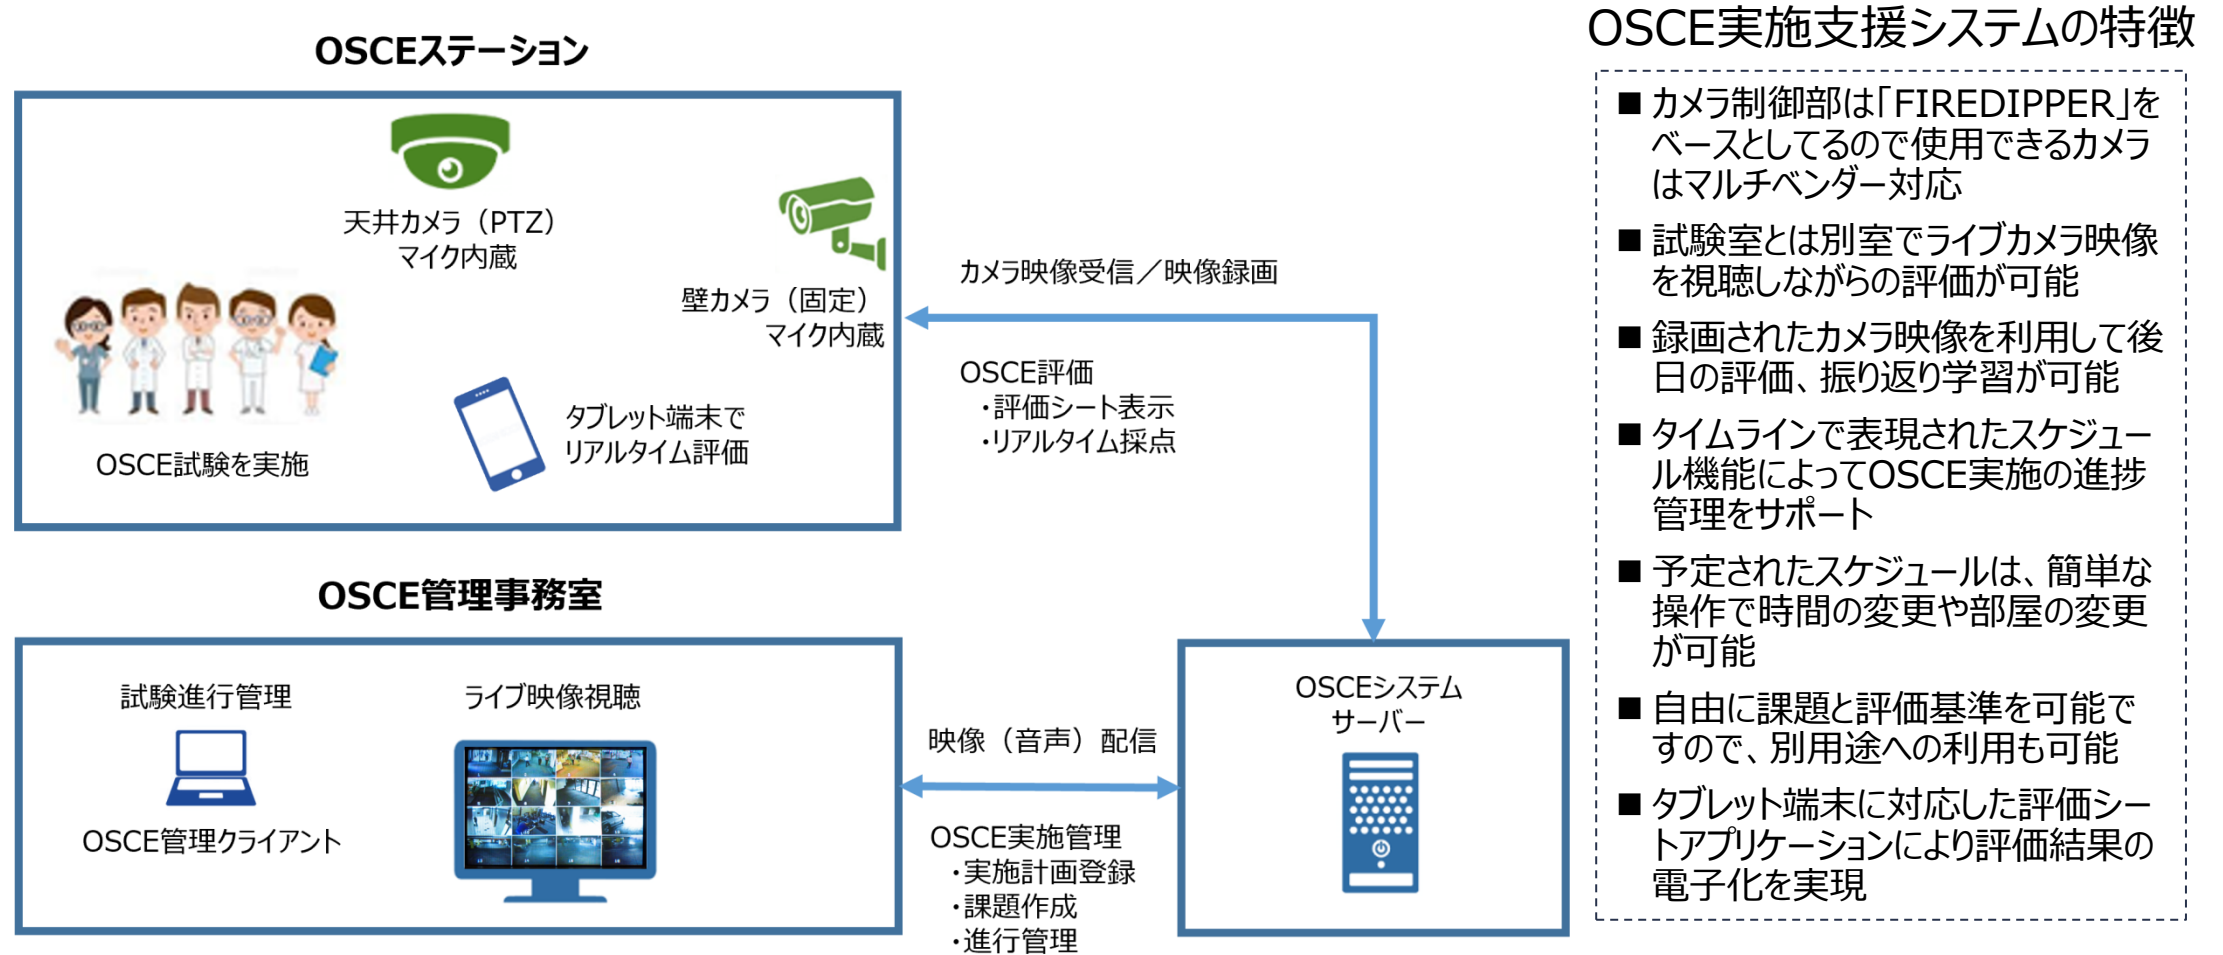 OSCEステーション
天井カメラ（PTZ）
マイク内蔵
壁カメラ（固定）
マイク内蔵
OSCE試験を実施
タブレット端末で
リアルタイム評価
カメラ映像受信／映像録画
OSCE評価
・評価シート表示
・リアルタイム採点
OSCE管理事務室
試験進行管理
OSCE管理クライアント
ライブ映像視聴
映像（音声）配信
OSCE実施管理
・実施計画登録
・課題作成
・進行管理
OSCEシステム
サーバー
OSCE実施支援システムの特徴
■ カメラ制御部は「FIREDIPPER」を
ベースとしてるので使用できるカメラ
はマルチベンダー対応
■ 試験室とは別室でライブカメラ映像
を視聴しながらの評価が可能
■ 録画されたカメラ映像を利用して後
日の評価、振り返り学習が可能
■ タイムラインで表現されたスケジュー
ル機能によってOSCE実施の進捗
管理をサポート
■ 予定されたスケジュールは、簡単な
操作で時間の変更や部屋の変更
が可能
■ 自由に課題と評価基準を可能で
すので、別用途への利用も可能
■ タブレット端末に対応した評価シー
トアプリケーションにより評価結果の
電子化を実現